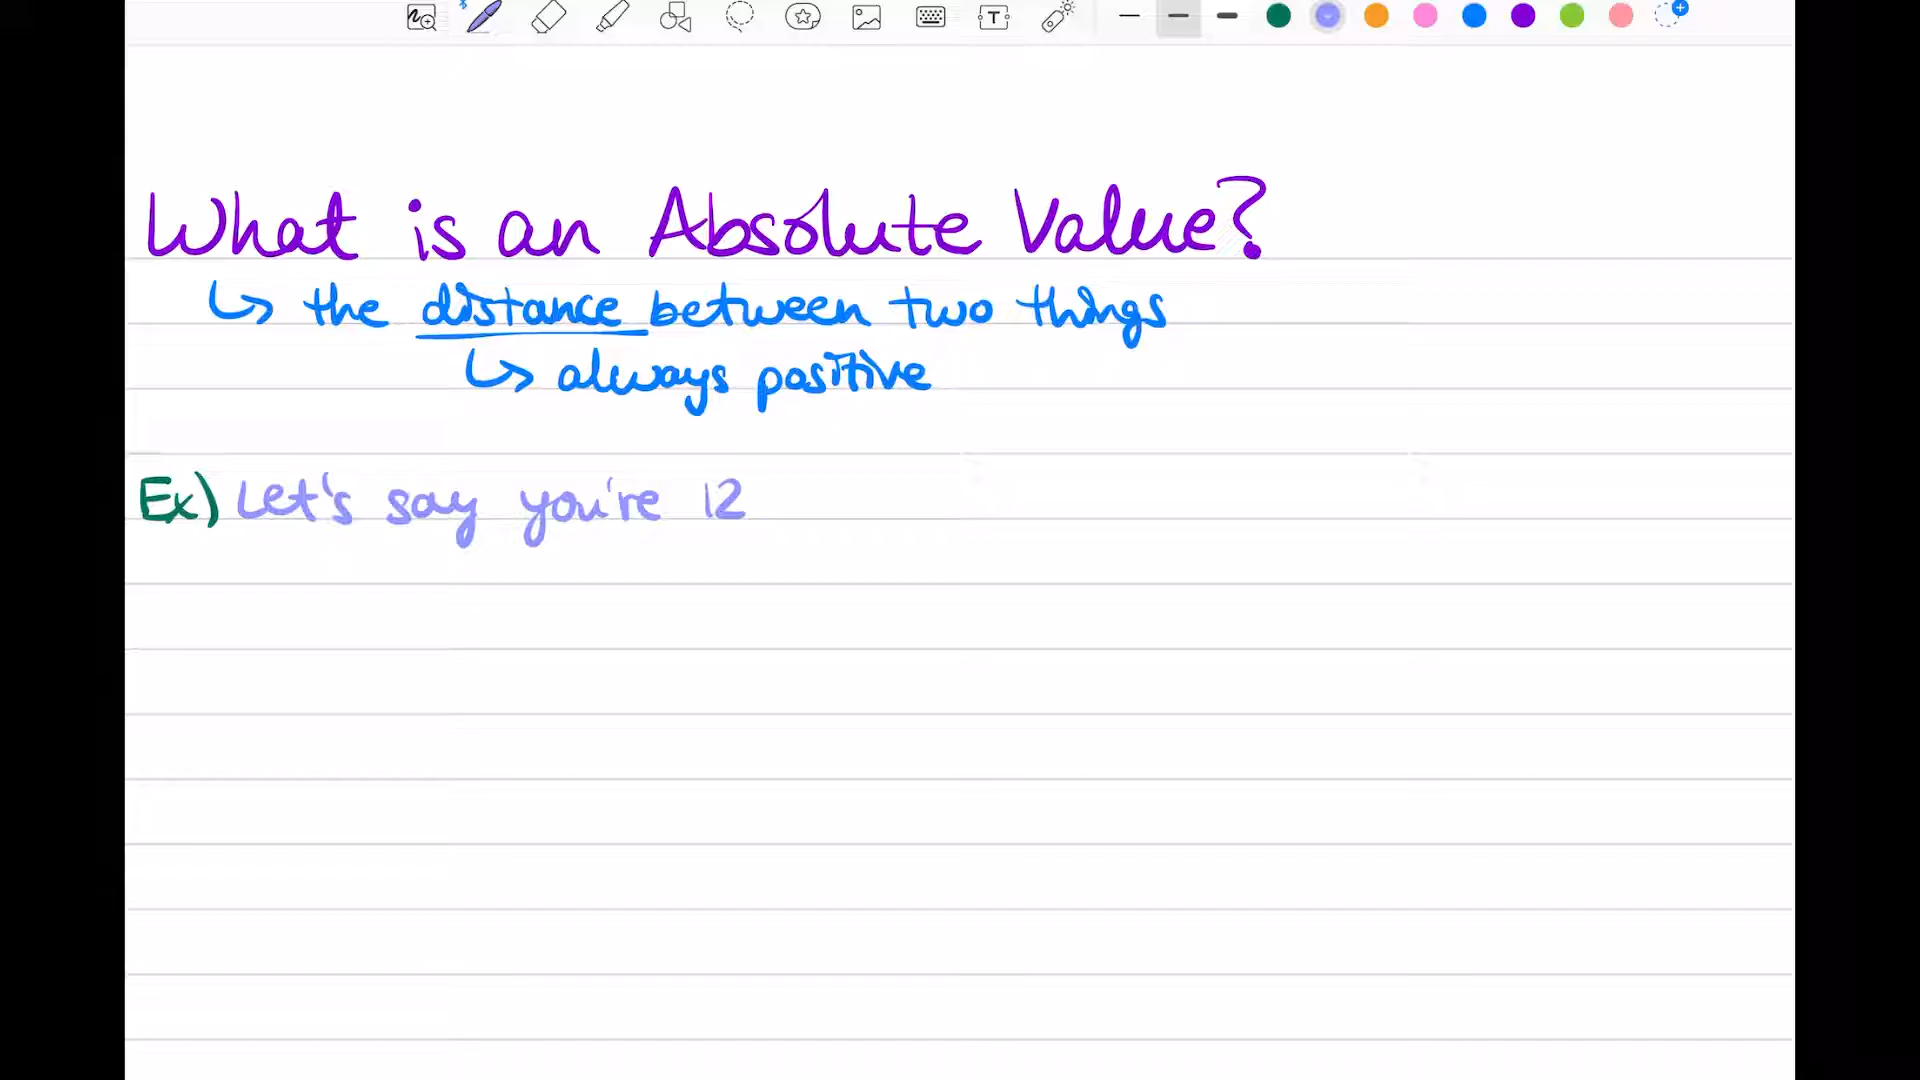 What is an Absolute Value?
↳ the distance between two things
↳ always positive
Ex) Let's say you're 12